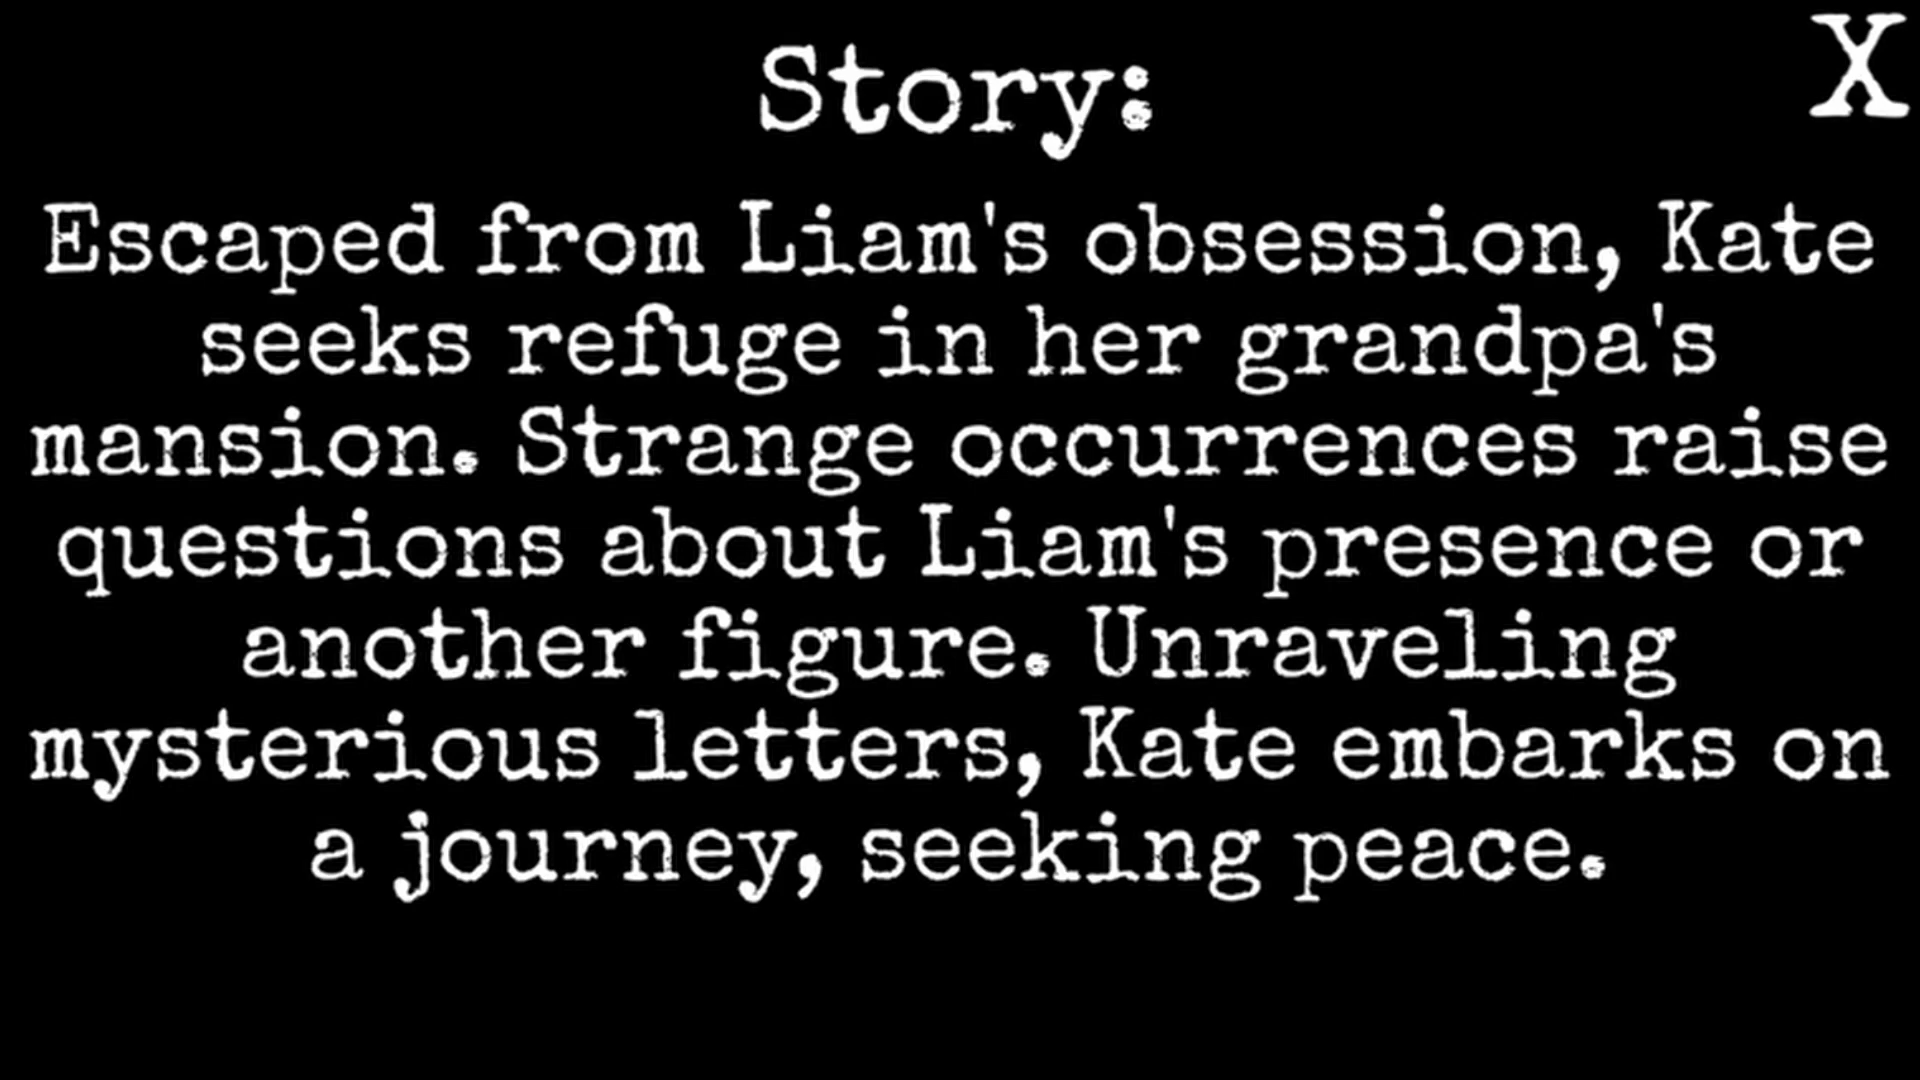 Story:
X
Escaped from Liam's obsession, Kate
seeks refuge in her grandpa's
mansion. Strange occurrences raise
questions about Liam's presence or
another figure. Unraveling
mysterious letters, Kate embarks on
a journey, seeking peace.